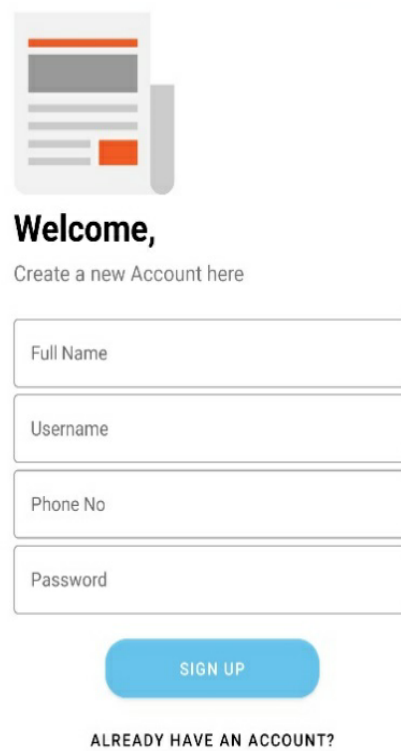 Welcome,
Create a new Account here
Full Name
Username
Phone No
Password
SIGN UP
ALREADY HAVE AN ACCOUNT?